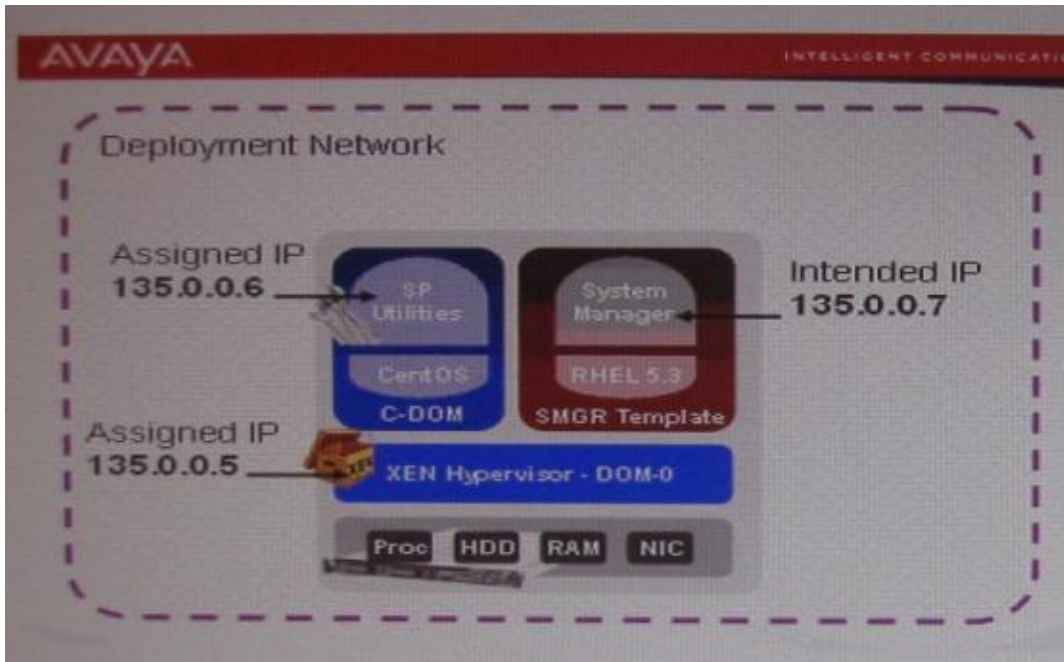 AVAYA
INTELLIGENT COMMUNICATIO
Deployment Network
Assigned IP
135.0.0.6
SP
Utilities
CentOS
C-DOM
System
Manager
RHEL 5.3
SMGR Template
Intended IP
135.0.0.7
Assigned IP
135.0.0.5
XEN
XEN Hypervisor - DOM-0
Proc
HDD
RAM
NIC